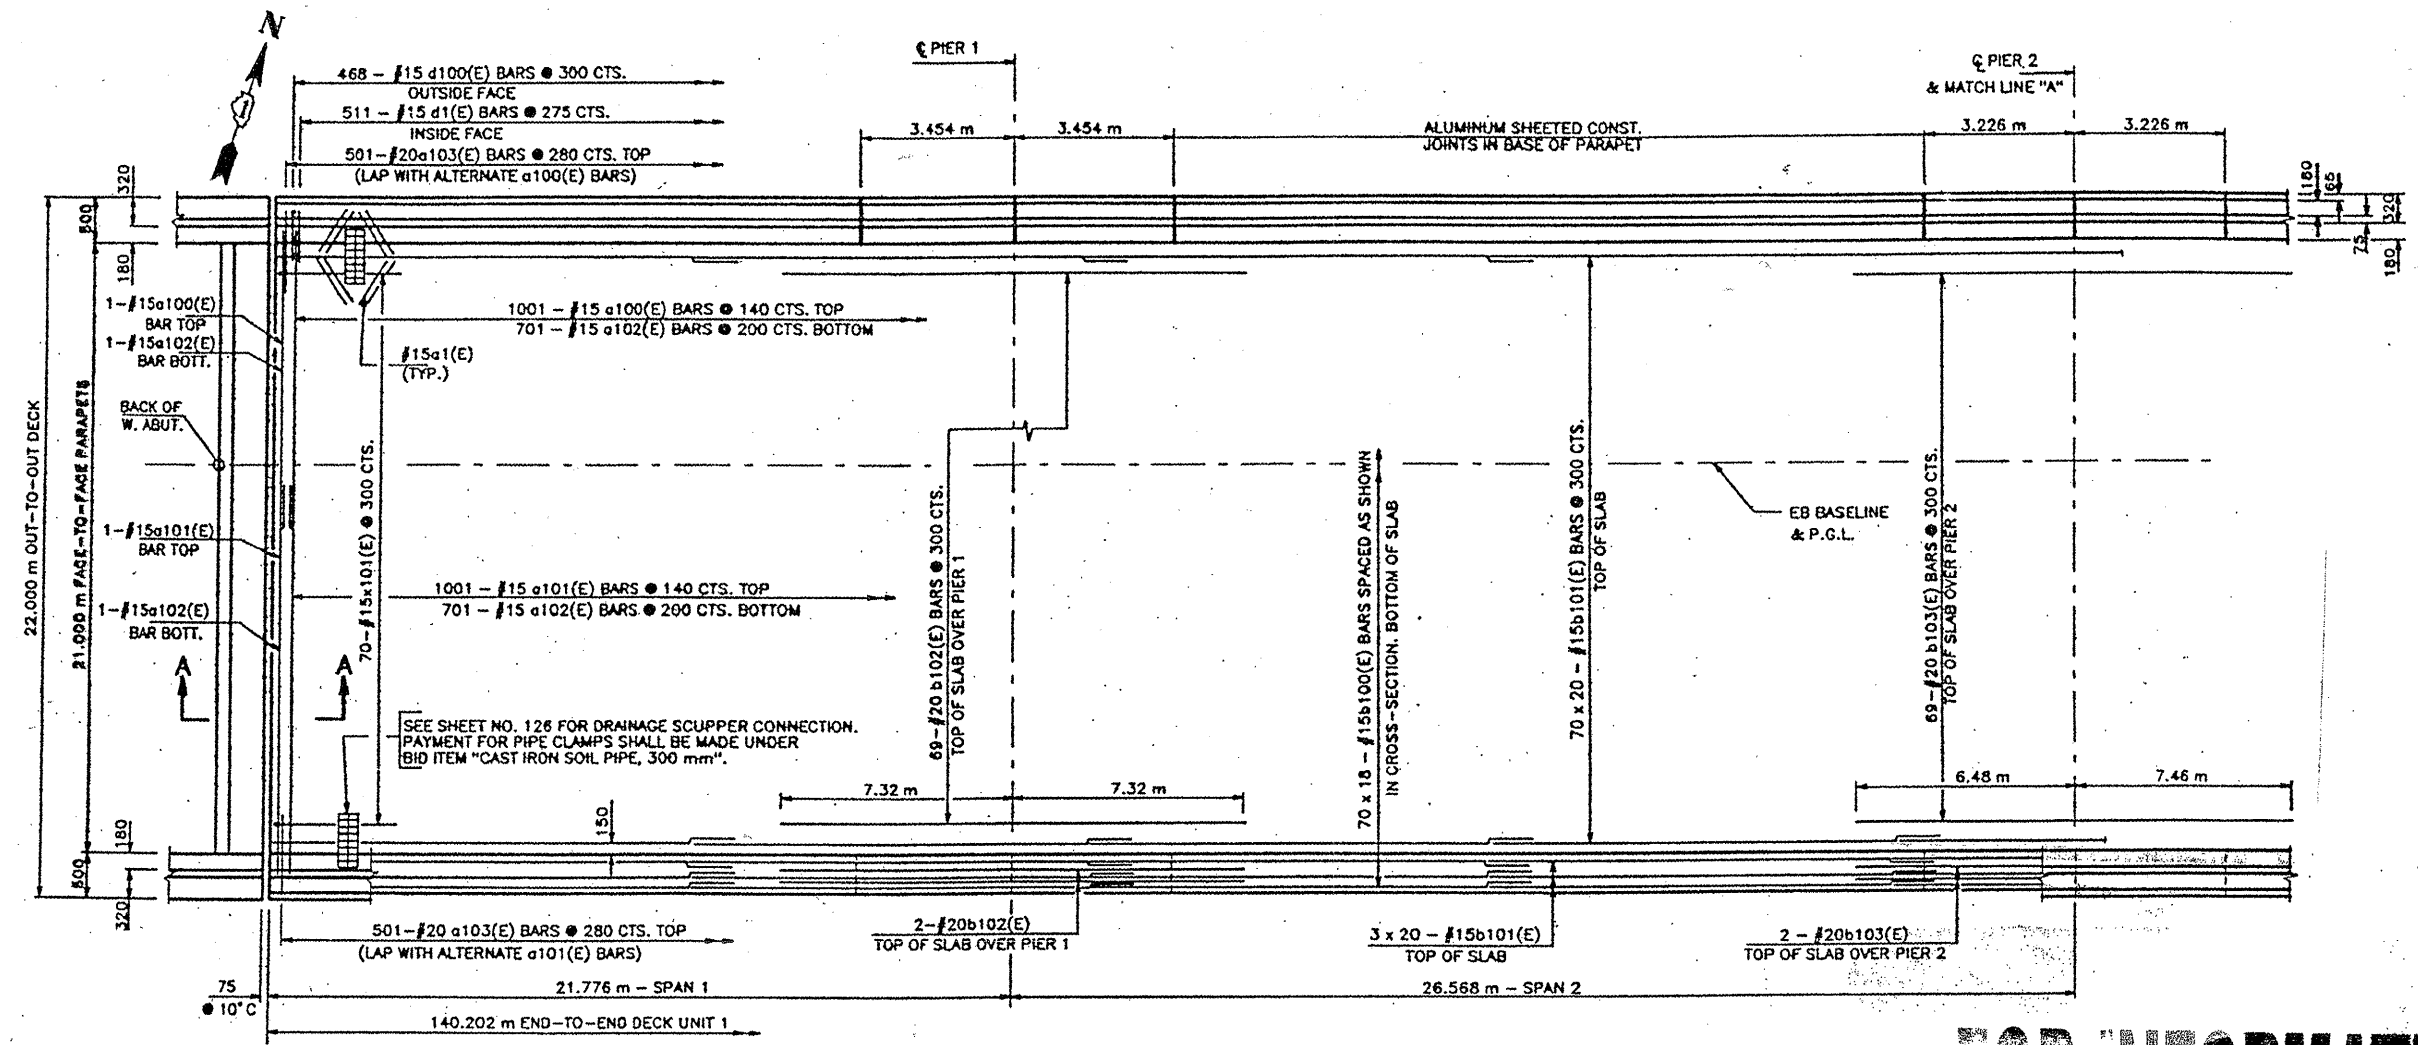 N
468 - #15 d100(E) BARS @ 300 CTS.
OUTSIDE FACE
511 - #15 d1(E) BARS @ 275 CTS.
INSIDE FACE
501-#20a103(E) BARS @ 280 CTS. TOP
(LAP WITH ALTERNATE a100(E) BARS)
℄ PIER 1
℄ PIER 2
& MATCH LINE "A"
3.454 m
3.454 m
ALUMINUM SHEETED CONST.
JOINTS IN BASE OF PARAPET
3.226 m
3.226 m
320
500
180
180
65
320
75
180
1-#15a100(E)
BAR TOP
1-#15a102(E)
BAR BOTT.
1001 - #15 a100(E) BARS @ 140 CTS. TOP
701 - #15 a102(E) BARS @ 200 CTS. BOTTOM
#15a1(E)
(TYP.)
22.000 m OUT-TO-OUT DECK
21.000 m FACE-TO-FACE PARAPETS
BACK OF
W. ABUT.
70-#15x101(E) @ 300 CTS.
69-#20 b102(E) BARS @ 300 CTS.
TOP OF SLAB OVER PIER 1
70 x 18 - #15b100(E) BARS SPACED AS SHOWN
IN CROSS-SECTION. BOTTOM OF SLAB
70 x 20 - #15b101(E) BARS @ 300 CTS.
TOP OF SLAB
EB BASELINE
& P.G.L.
69-#20 b103(E) BARS @ 300 CTS.
TOP OF SLAB OVER PIER 2
1-#15a101(E)
BAR TOP
1001 - #15 a101(E) BARS @ 140 CTS. TOP
701 - #15 a102(E) BARS @ 200 CTS. BOTTOM
1-#15a102(E)
BAR BOTT.
A
A
SEE SHEET NO. 126 FOR DRAINAGE SCUPPER CONNECTION.
PAYMENT FOR PIPE CLAMPS SHALL BE MADE UNDER
BID ITEM "CAST IRON SOIL PIPE, 300 mm".
7.32 m
7.32 m
6.48 m
7.46 m
180
150
500
320
501-#20 a103(E) BARS @ 280 CTS. TOP
(LAP WITH ALTERNATE a101(E) BARS)
2-#20b102(E)
TOP OF SLAB OVER PIER 1
3 x 20 - #15b101(E)
TOP OF SLAB
2 - #20b103(E)
TOP OF SLAB OVER PIER 2
75
@ 10°C
21.776 m - SPAN 1
26.568 m - SPAN 2
140.202 m END-TO-END DECK UNIT 1